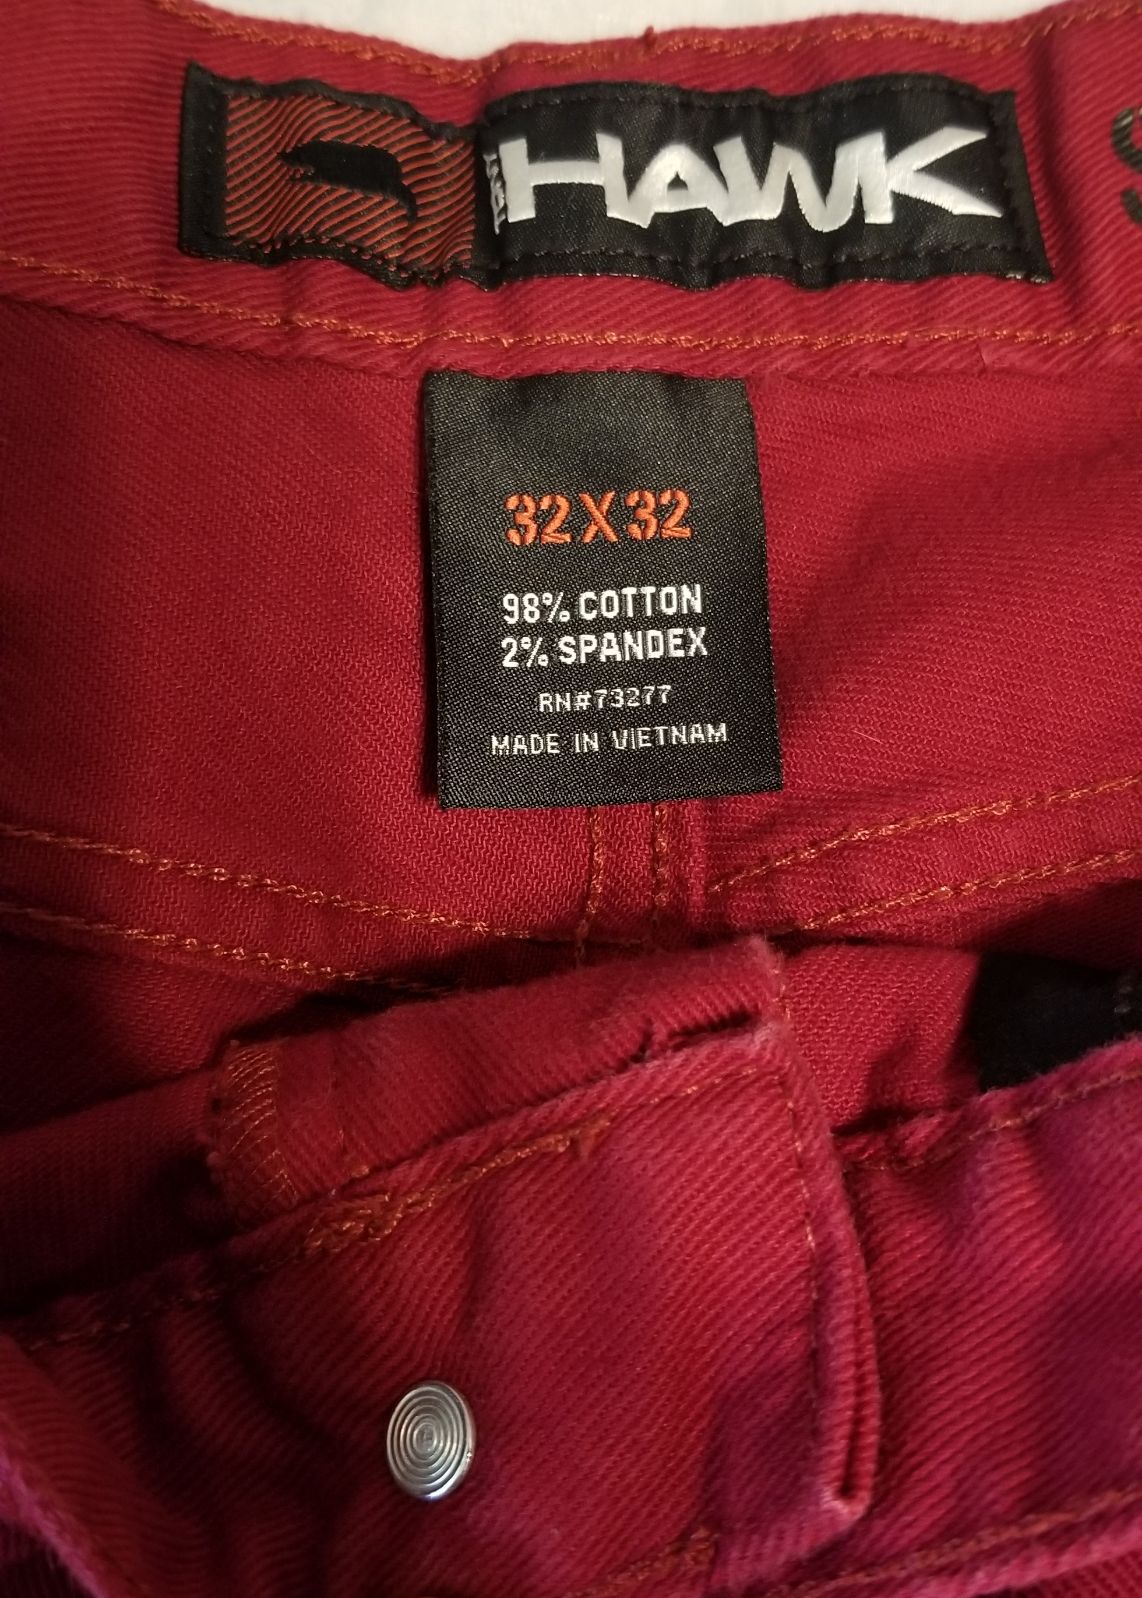 TONY HAWK
32 X 32
98% COTTON
2% SPANDEX
RN#73277
MADE IN VIETNAM